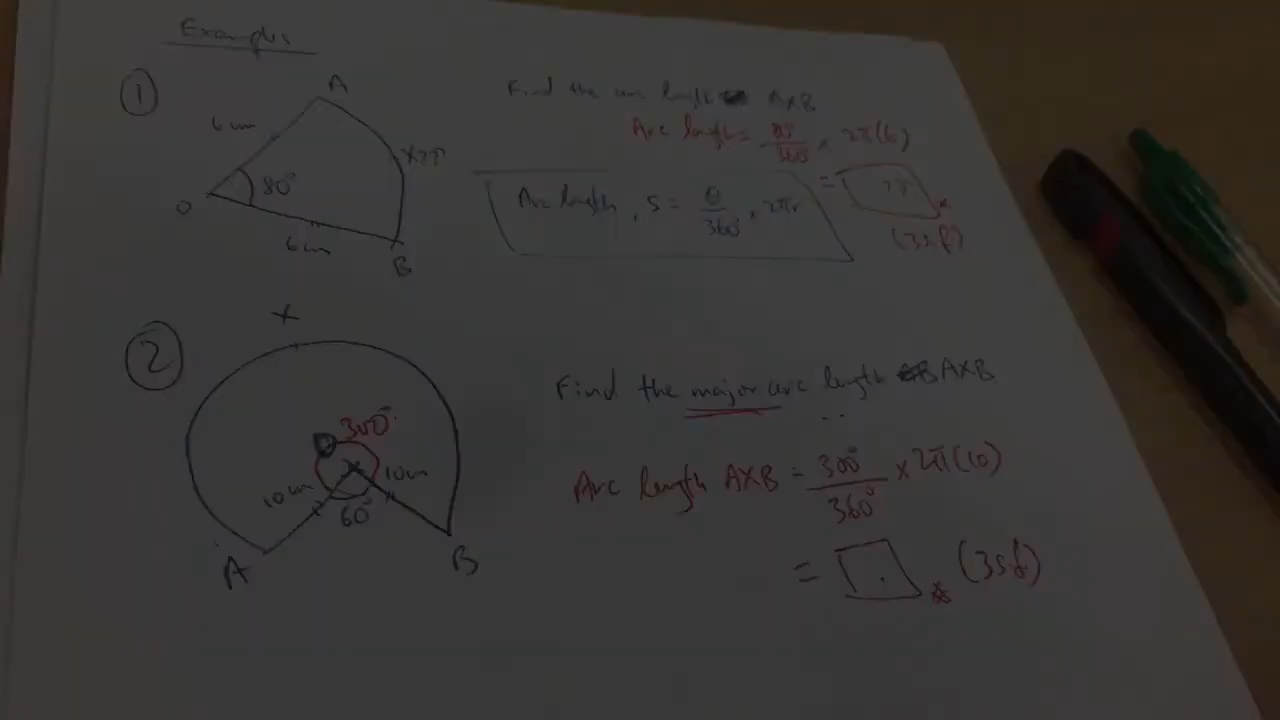 Examples
1
A
6cm
X
80°
O
6cm
B
Find the arc length AXB
Arc length = /360° × 2π(6)
=
(3sf)
Arc length, S = θ/360° × 2πr
2
X
300°
10cm
10cm
60°
A
B
Find the major arc length AXB
Arc length AXB = 300°/360° × 2π(10)
= (3sf)